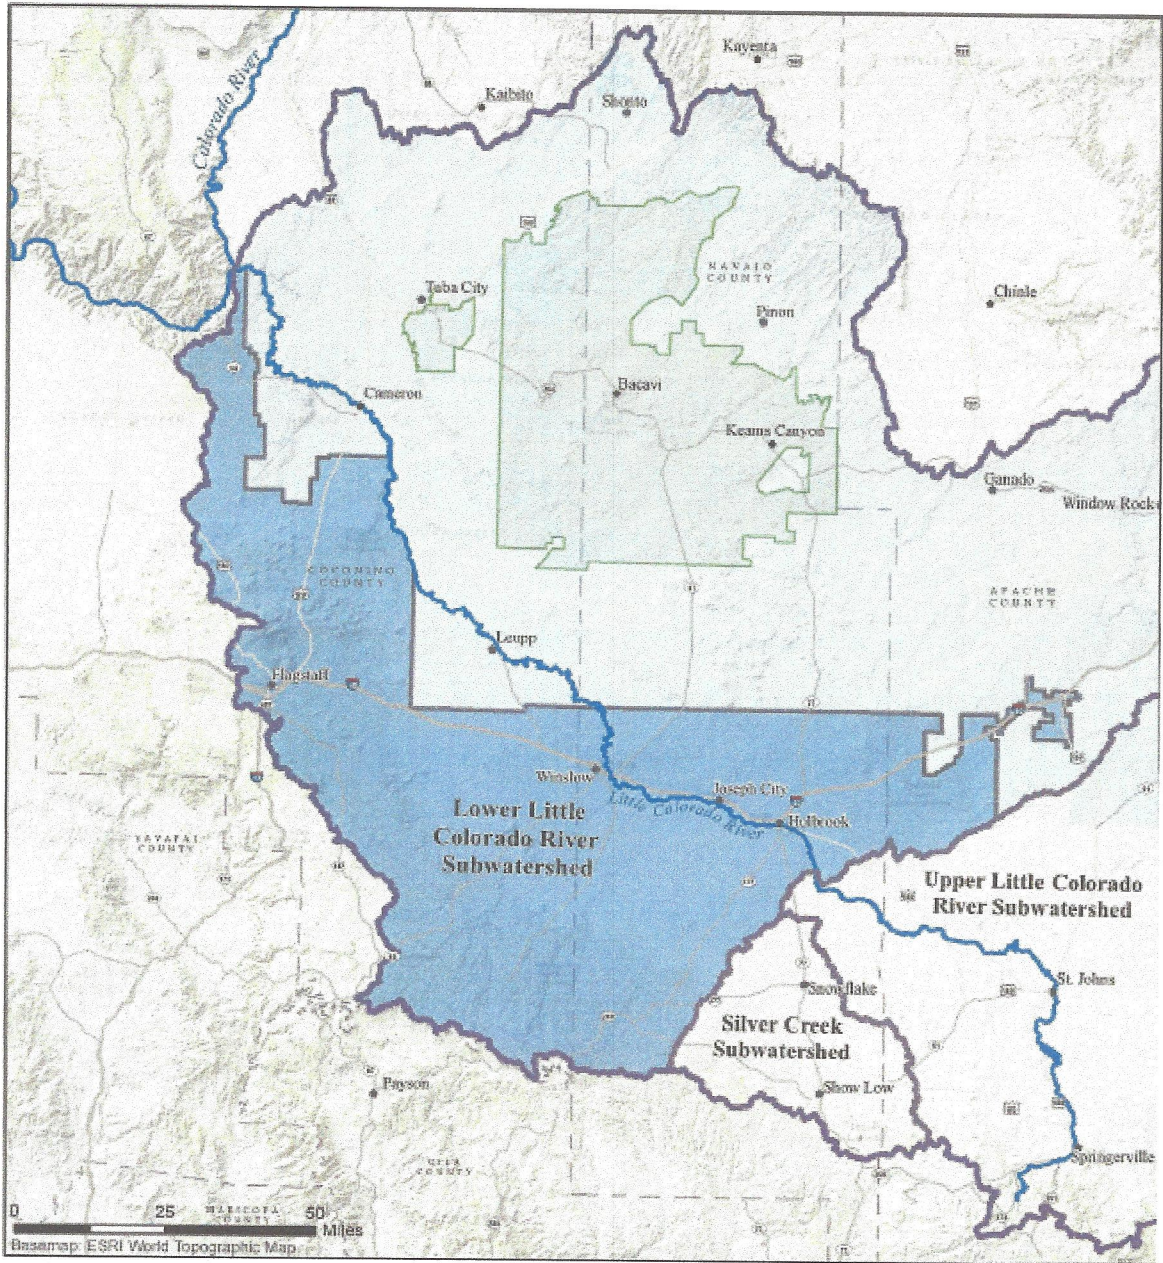 Colorado River
Kayenta
Kaibito
Shonto
NAVAJO
COUNTY
Tuba City
Chinle
Pinon
Bacavi
Cameron
Keams Canyon
Ganado
Window Rock
COCONINO
COUNTY
APACHE
COUNTY
Leupp
Flagstaff
Winslow
Joseph City
Little Colorado River
Holbrook
Lower Little
Colorado River
Subwatershed
YAVAPAI
COUNTY
Upper Little Colorado
River Subwatershed
St. Johns
Snowflake
Silver Creek
Subwatershed
Payson
Show Low
GILA
COUNTY
Springerville
MARICOPA
COUNTY
0 25 50
Miles
Basemap: ESRI World Topographic Map